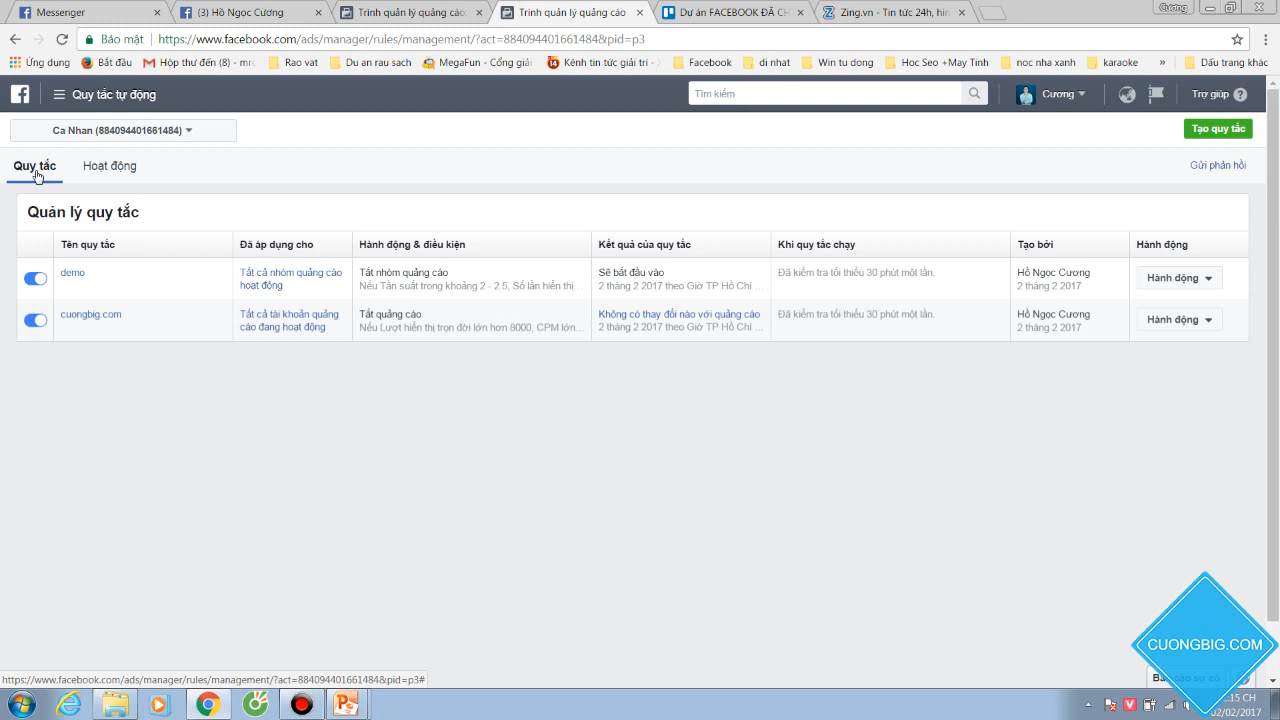 Messenger
(3) Hồ Ngọc Cương
Trình quản lý quảng cáo
Trình quản lý quảng cáo
Dự án FACEBOOK ĐÃ CH
Zing.vn - Tin tức 24h, hìn
Cương
Bảo mật
https://www.facebook.com/ads/manager/rules/management/?act=884094401661484&pid=p3
Ứng dụng
Bắt đầu
Hộp thư đến (8) - mrc
Rao vat
Du an rau sach
MegaFun - Cổng giải
Kênh tin tức giải trí -
Facebook
di nhat
Win tu dong
Hoc Seo +May Tinh
noc nha xanh
karaoke
»
Dấu trang khác
Quy tắc tự động
Tìm kiếm
Cương
Trợ giúp
Ca Nhan (884094401661484)
Tạo quy tắc
Quy tắc
Hoạt động
Gửi phản hồi
Quản lý quy tắc
Tên quy tắc
Đã áp dụng cho
Hành động & điều kiện
Kết quả của quy tắc
Khi quy tắc chạy
Tạo bởi
Hành động
demo
Tất cả nhóm quảng cáo
hoạt động
Tắt nhóm quảng cáo
Nếu Tần suất trong khoảng 2 - 2.5, Số lần hiển thị...
Sẽ bắt đầu vào
2 tháng 2 2017 theo Giờ TP Hồ Chí ...
Đã kiểm tra tối thiểu 30 phút một lần.
Hồ Ngọc Cương
2 tháng 2 2017
Hành động
cuongbig.com
Tất cả tài khoản quảng
cáo đang hoạt động
Tắt quảng cáo
Nếu Lượt hiển thị trọn đời lớn hơn 8000, CPM lớn...
Không có thay đổi nào với quảng cáo
2 tháng 2 2017 theo Giờ TP Hồ Chí ...
Đã kiểm tra tối thiểu 30 phút một lần.
Hồ Ngọc Cương
2 tháng 2 2017
Hành động
CUONGBIG.COM
https://www.facebook.com/ads/manager/rules/management/?act=884094401661484&pid=p3#
15 CH
02/02/2017